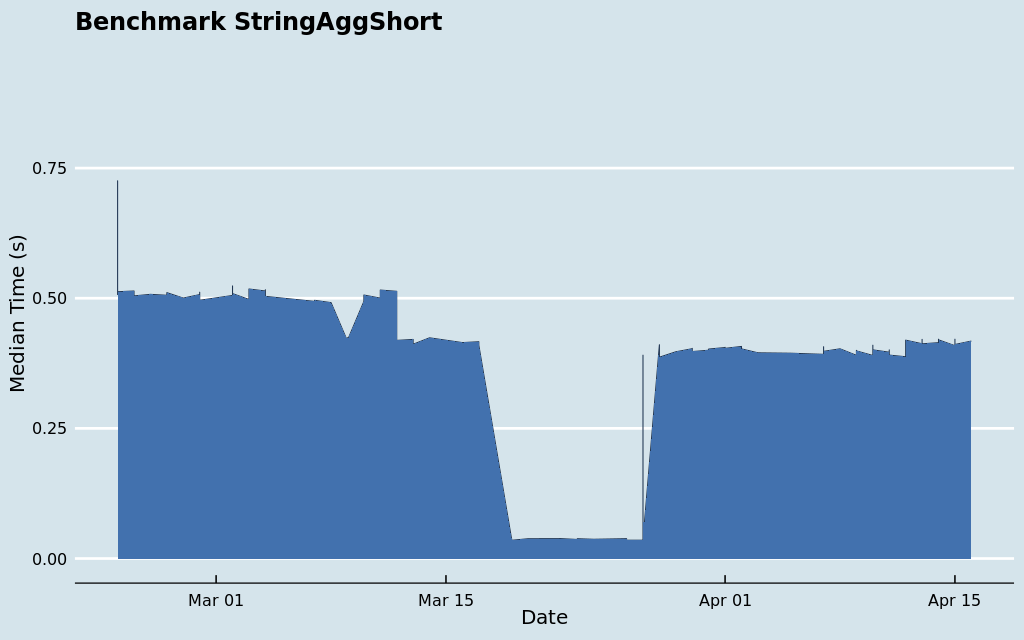 Benchmark StringAggShort
Median Time (s)
0.75
0.50
0.25
0.00
Mar 01
Mar 15
Apr 01
Apr 15
Date